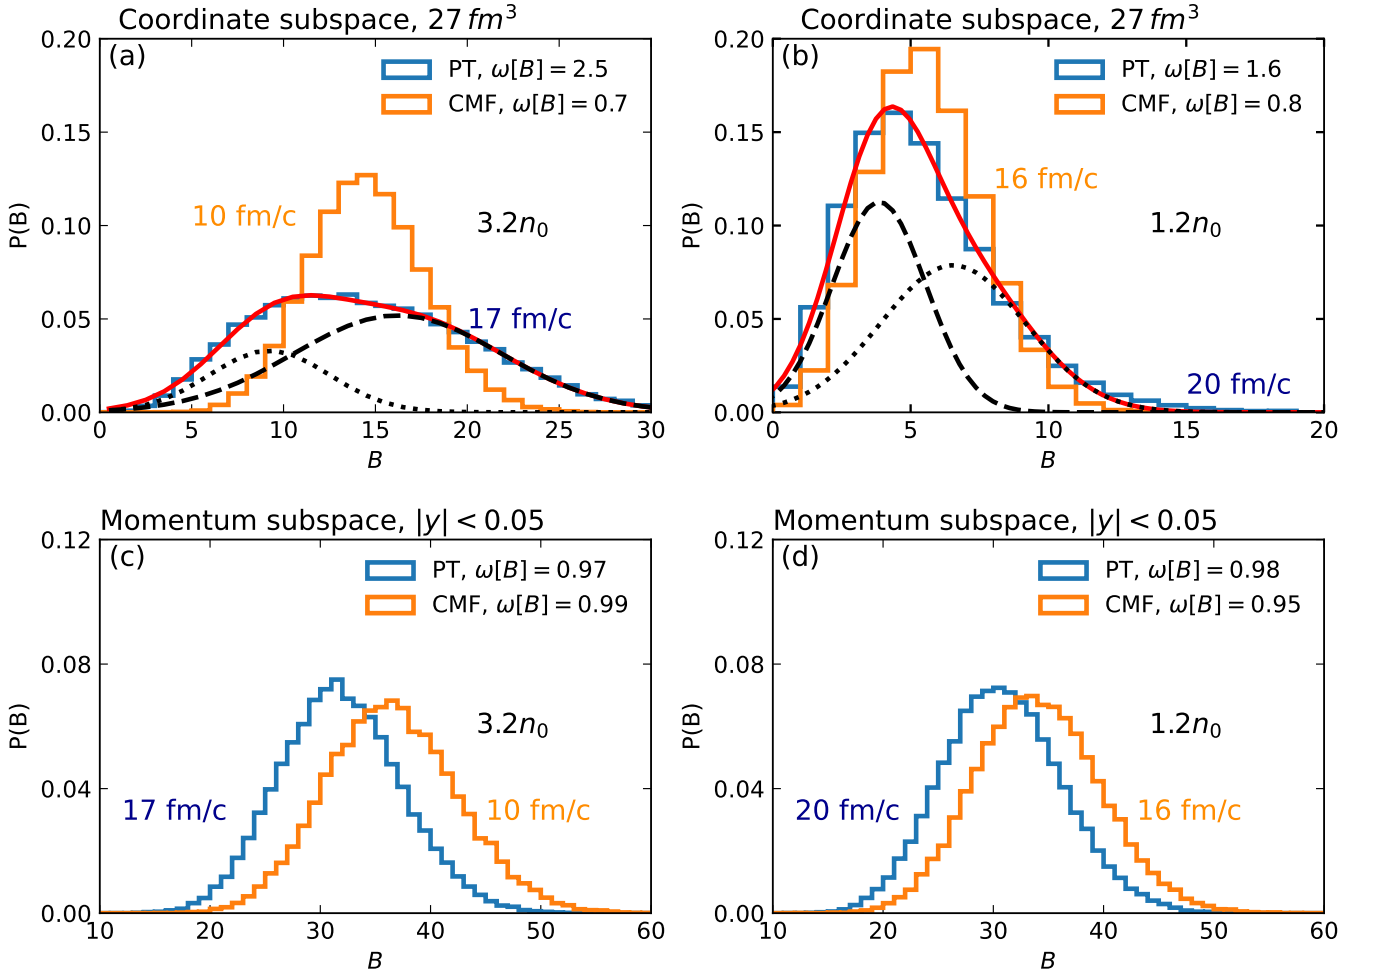 Coordinate subspace, 27 fm³
(a)
PT, ω[B] = 2.5
CMF, ω[B] = 0.7
10 fm/c
3.2n₀
17 fm/c
P(B)
0.20
0.15
0.10
0.05
0.00
0 5 10 15 20 25 30
B
Coordinate subspace, 27 fm³
(b)
PT, ω[B] = 1.6
CMF, ω[B] = 0.8
16 fm/c
1.2n₀
20 fm/c
P(B)
0.20
0.15
0.10
0.05
0.00
0 5 10 15 20
B
Momentum subspace, |y| < 0.05
(c)
PT, ω[B] = 0.97
CMF, ω[B] = 0.99
3.2n₀
17 fm/c
10 fm/c
P(B)
0.12
0.08
0.04
0.00
10 20 30 40 50 60
B
Momentum subspace, |y| < 0.05
(d)
PT, ω[B] = 0.98
CMF, ω[B] = 0.95
1.2n₀
20 fm/c
16 fm/c
P(B)
0.12
0.08
0.04
0.00
10 20 30 40 50 60
B